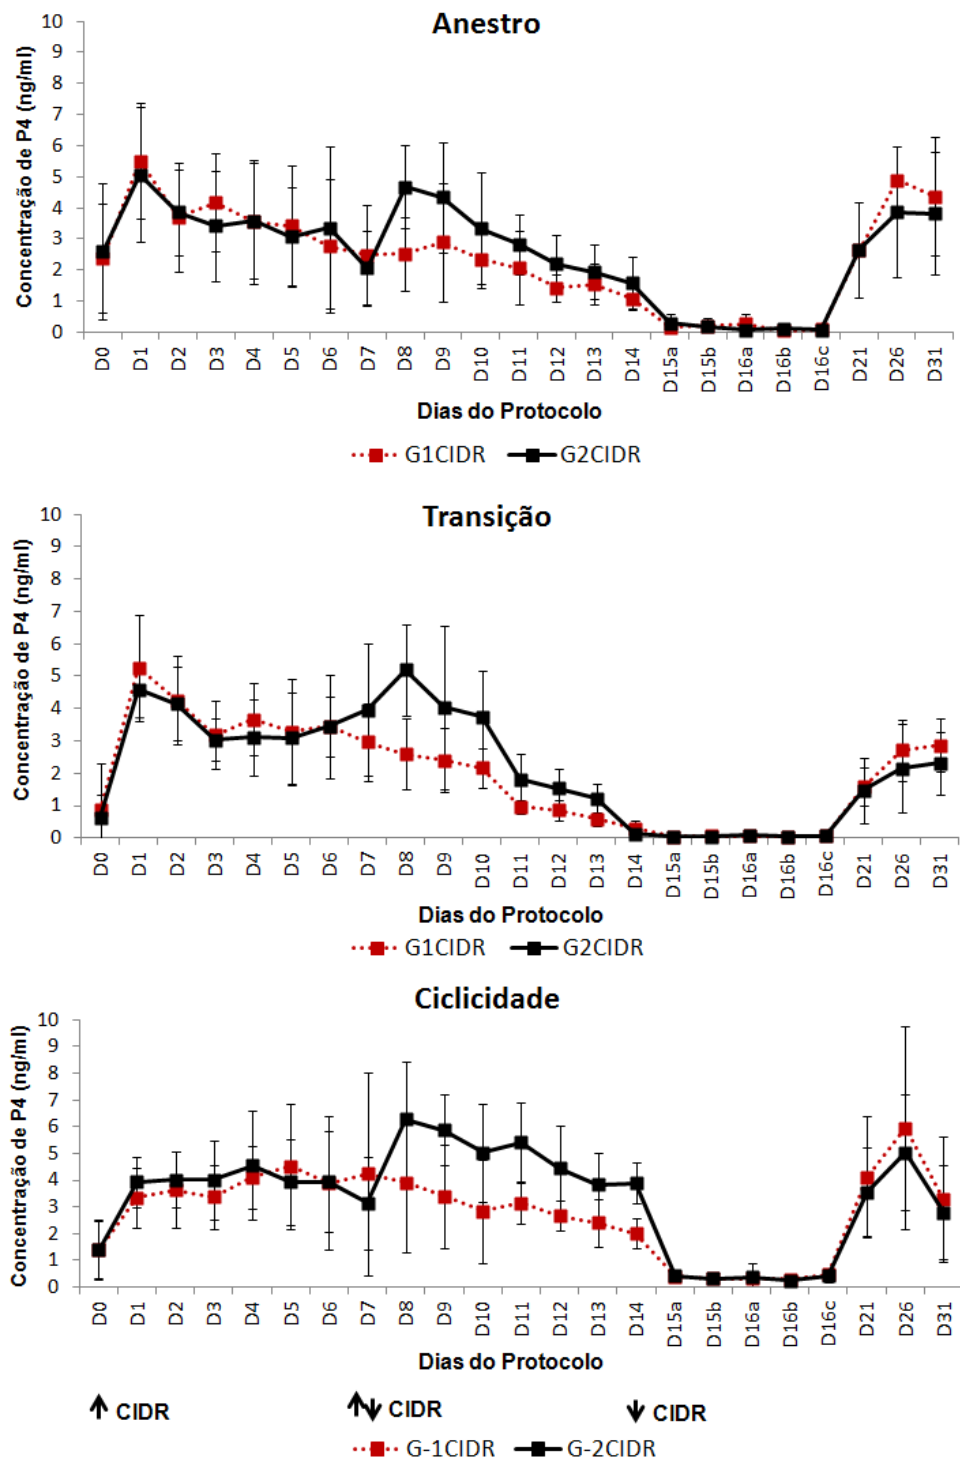 Anestro
Concentração de P4 (ng/ml)
10
9
8
7
6
5
4
3
2
1
0
D0 D1 D2 D3 D4 D5 D6 D7 D8 D9 D10 D11 D12 D13 D14 D15a D15b D16a D16b D16c D21 D26 D31
Dias do Protocolo
G1CIDR G2CIDR
Transição
Concentração de P4 (ng/ml)
10
9
8
7
6
5
4
3
2
1
0
D0 D1 D2 D3 D4 D5 D6 D7 D8 D9 D10 D11 D12 D13 D14 D15a D15b D16a D16b D16c D21 D26 D31
Dias do Protocolo
G1CIDR G2CIDR
Ciclicidade
Concentração de P4 (ng/ml)
10
9
8
7
6
5
4
3
2
1
0
D0 D1 D2 D3 D4 D5 D6 D7 D8 D9 D10 D11 D12 D13 D14 D15a D15b D16a D16b D16c D21 D26 D31
Dias do Protocolo
CIDR CIDR CIDR
G-1CIDR G-2CIDR